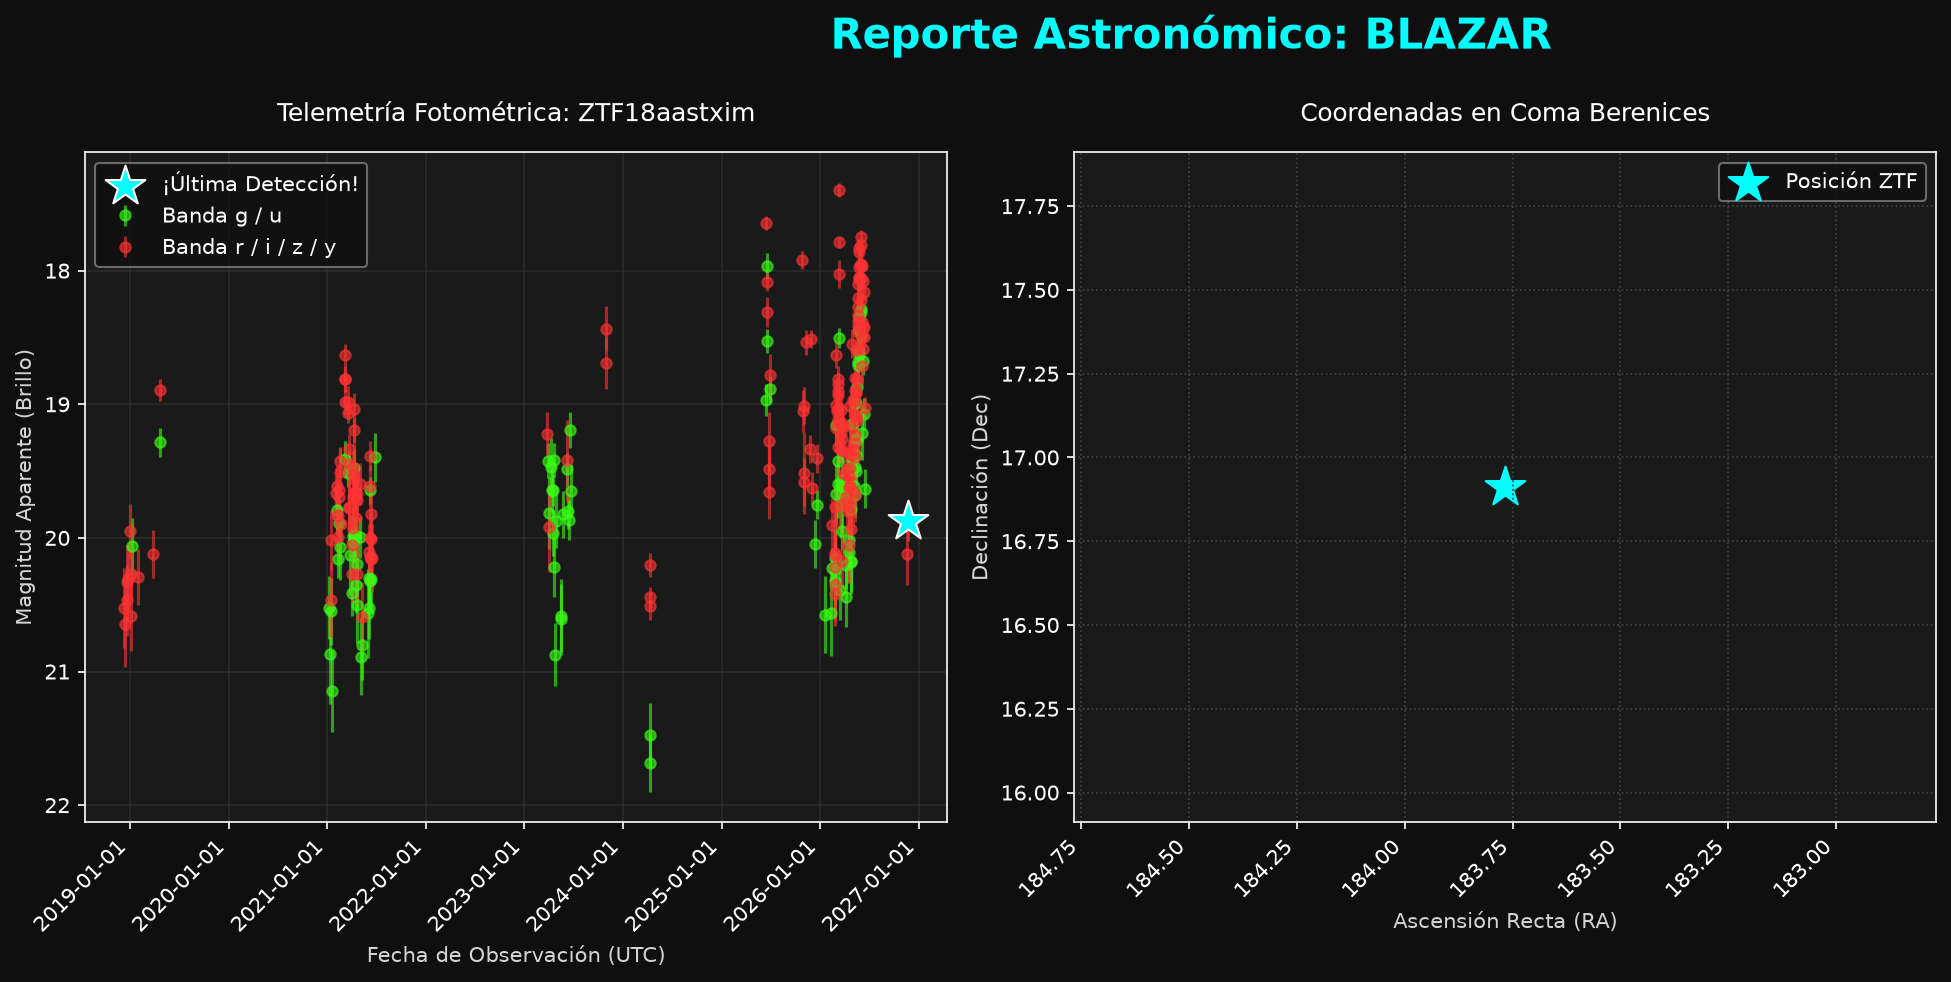 Reporte Astronómico: BLAZAR
Telemetría Fotométrica: ZTF18aastxim
¡Última Detección!
Banda g / u
Banda r / i / z / y
Magnitud Aparente (Brillo)
18
19
20
21
22
2019-01-01
2020-01-01
2021-01-01
2022-01-01
2023-01-01
2024-01-01
2025-01-01
2026-01-01
2027-01-01
Fecha de Observación (UTC)
Coordenadas en Coma Berenices
Posición ZTF
Declinación (Dec)
17.75
17.50
17.25
17.00
16.75
16.50
16.25
16.00
184.75
184.50
184.25
184.00
183.75
183.50
183.25
183.00
Ascensión Recta (RA)